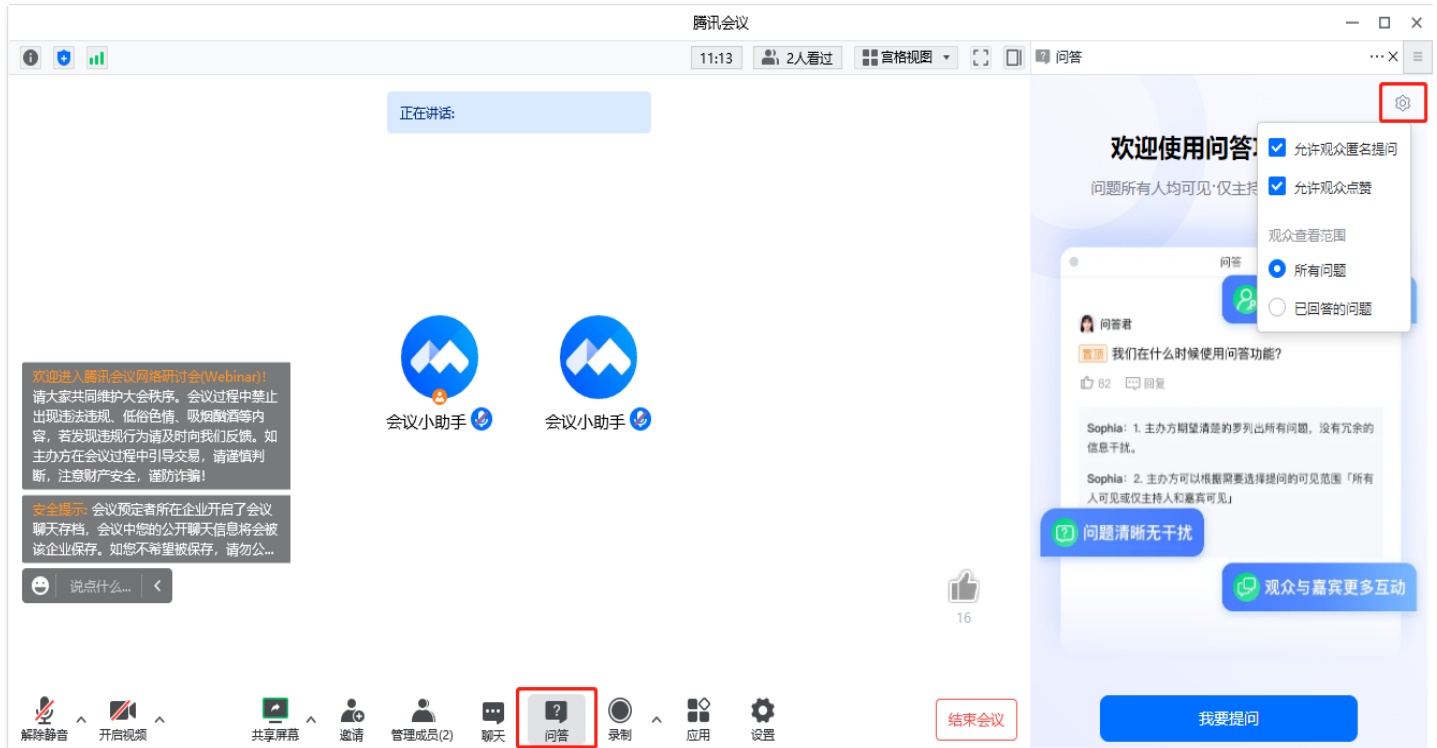 腾讯会议
11:13
2人看过
宫格视图
问答
正在讲话:
欢迎使用问答
问题所有人均可见·仅主持
允许观众匿名提问
允许观众点赞
观众查看范围
所有问题
已回答的问题
问答
问答君
置顶 我们在什么时候使用问答功能?
82 回复
Sophia: 1. 主办方期望清楚的罗列出所有问题，没有冗余的
信息干扰。
Sophia: 2. 主办方可以根据需要选择提问的可见范围「所有
人可见或仅主持人和嘉宾可见」
问题清晰无干扰
观众与嘉宾更多互动
我要提问
会议小助手
会议小助手
欢迎进入腾讯会议网络研讨会(Webinar)!
请大家共同维护大会秩序。会议过程中禁止
出现违法违规、低俗色情、吸烟酗酒等内
容，若发现违规行为请及时向我们反馈。如
主办方在会议过程中引导交易，请谨慎判
断，注意财产安全，谨防诈骗!
安全提示: 会议预定者所在企业开启了会议
聊天存档，会议中您的公开聊天信息将会被
该企业保存。如您不希望被保存，请勿公...
说点什么...
16
解除静音
开启视频
共享屏幕
邀请
管理成员(2)
聊天
问答
录制
应用
设置
结束会议